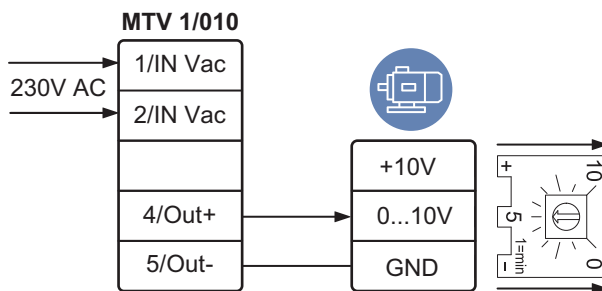 MTV 1/010
230V AC
1/IN Vac
2/IN Vac
4/Out+
5/Out-
+10V
0...10V
GND
+
5
-
1=min
10
0